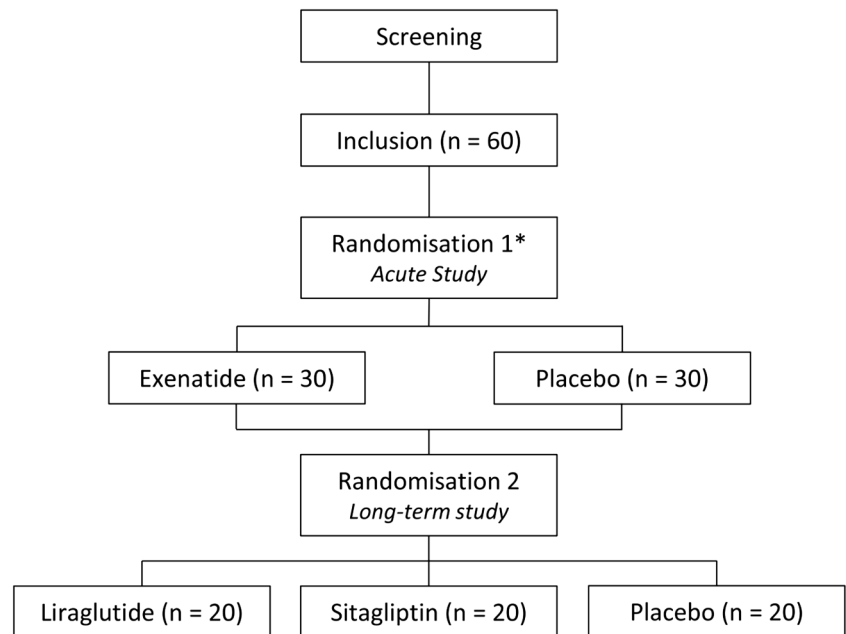 Screening
Inclusion (n = 60)
Randomisation 1*
Acute Study
Exenatide (n = 30)
Placebo (n = 30)
Randomisation 2
Long-term study
Liraglutide (n = 20)
Sitagliptin (n = 20)
Placebo (n = 20)